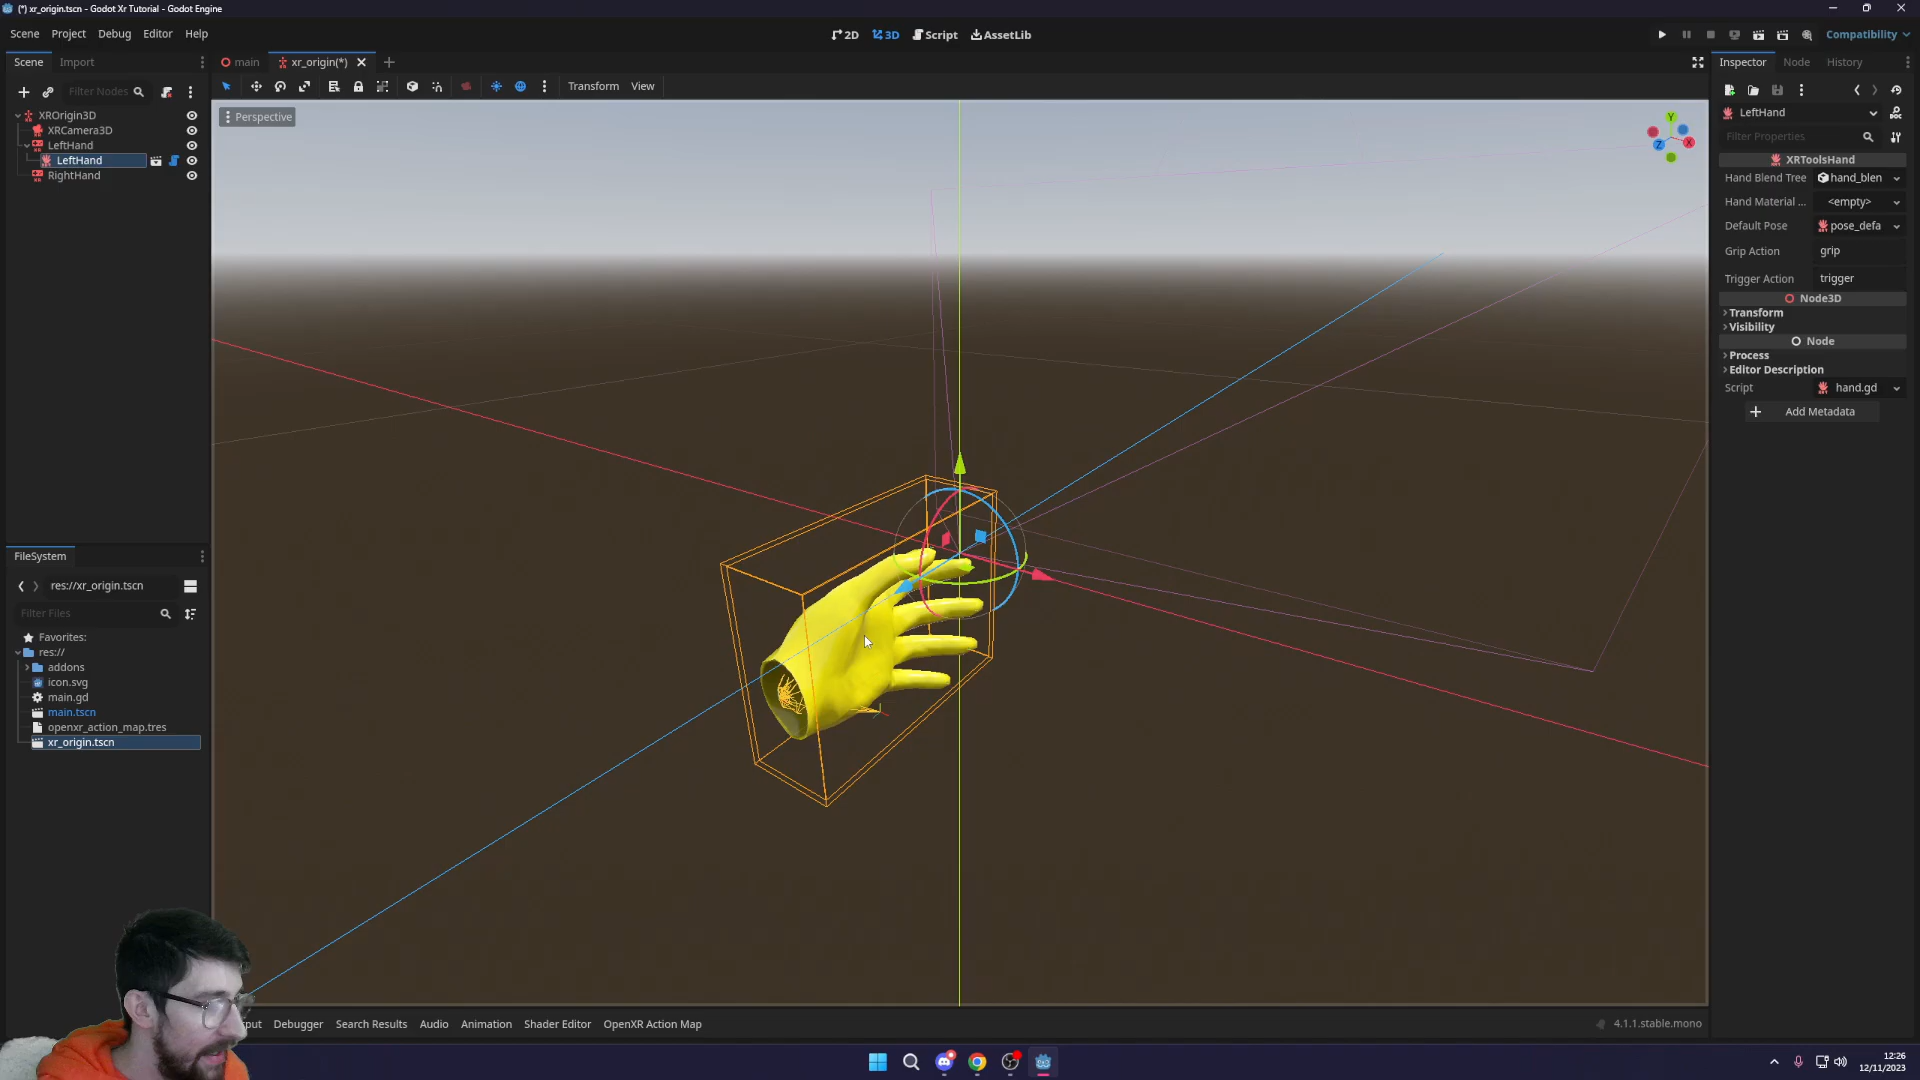 (*) xr_origin.tscn - Godot Xr Tutorial - Godot Engine
Scene Project Debug Editor Help
2D 3D Script AssetLib
Compatibility
Scene Import
main xr_origin(*)
Inspector Node History
Filter Nodes
Transform View
XROrigin3D
XRCamera3D
LeftHand
LeftHand
RightHand
Perspective
Y
X
Z
LeftHand
Filter Properties
XRToolsHand
Hand Blend Tree hand_blen
Hand Material ... <empty>
Default Pose pose_defa
Grip Action grip
Trigger Action trigger
Node3D
Transform
Visibility
Node
Process
Editor Description
Script hand.gd
Add Metadata
FileSystem
res://xr_origin.tscn
Filter Files
Favorites:
res://
addons
icon.svg
main.gd
main.tscn
openxr_action_map.tres
xr_origin.tscn
Debugger Search Results Audio Animation Shader Editor OpenXR Action Map
4.1.1.stable.mono
12:26
12/11/2023